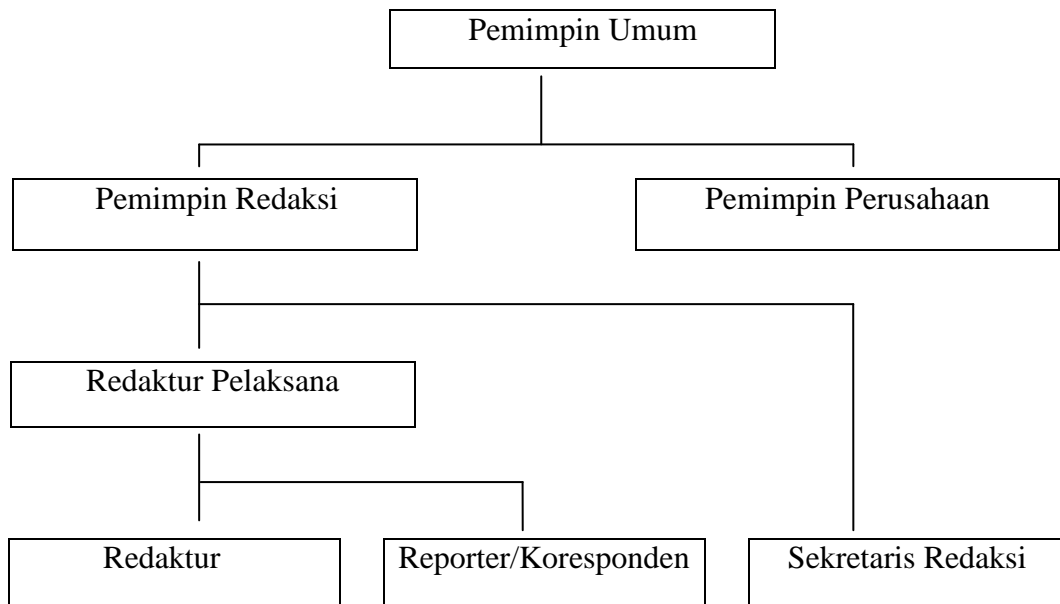 Pemimpin Umum
Pemimpin Redaksi
Pemimpin Perusahaan
Redaktur Pelaksana
Redaktur
Reporter/Koresponden
Sekretaris Redaksi